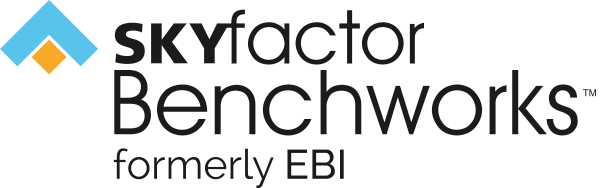 SKYfactor
Benchworks™
formerly EBI